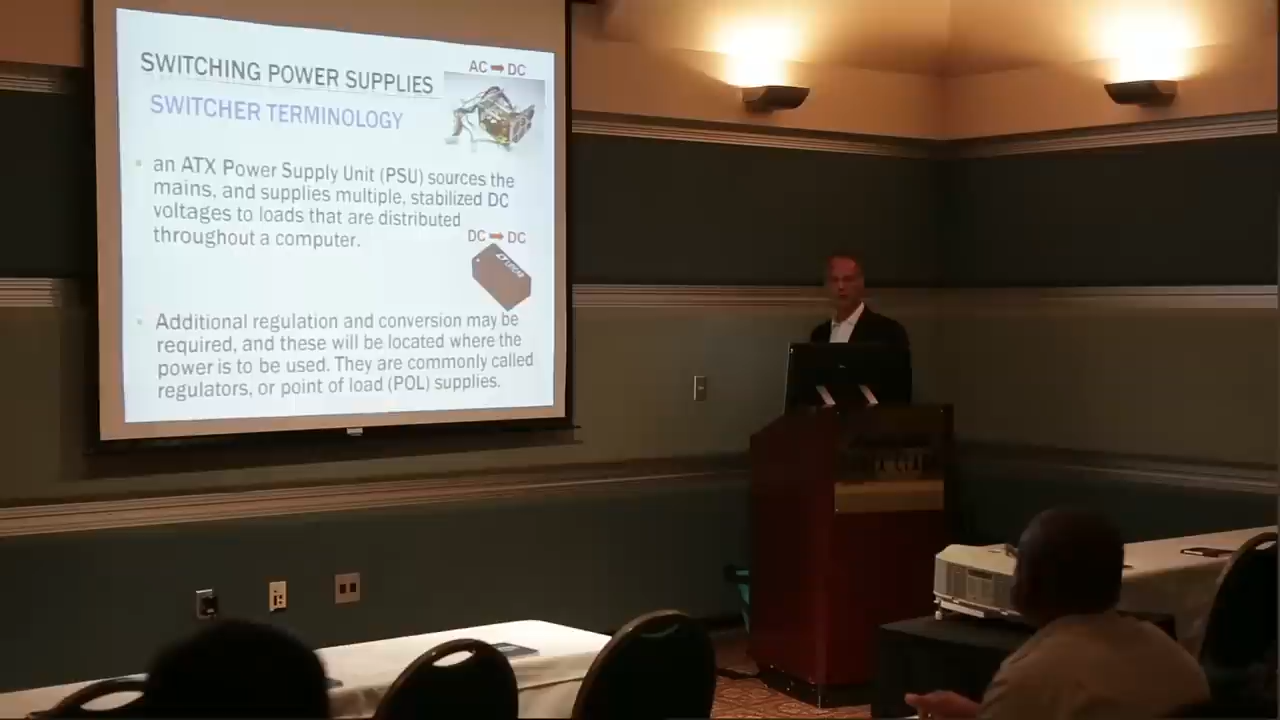 SWITCHING POWER SUPPLIES
AC➡DC
SWITCHER TERMINOLOGY
• an ATX Power Supply Unit (PSU) sources the
mains, and supplies multiple, stabilized DC
voltages to loads that are distributed
throughout a computer.
DC➡DC
• Additional regulation and conversion may be
required, and these will be located where the
power is to be used. They are commonly called
regulators, or point of load (POL) supplies.